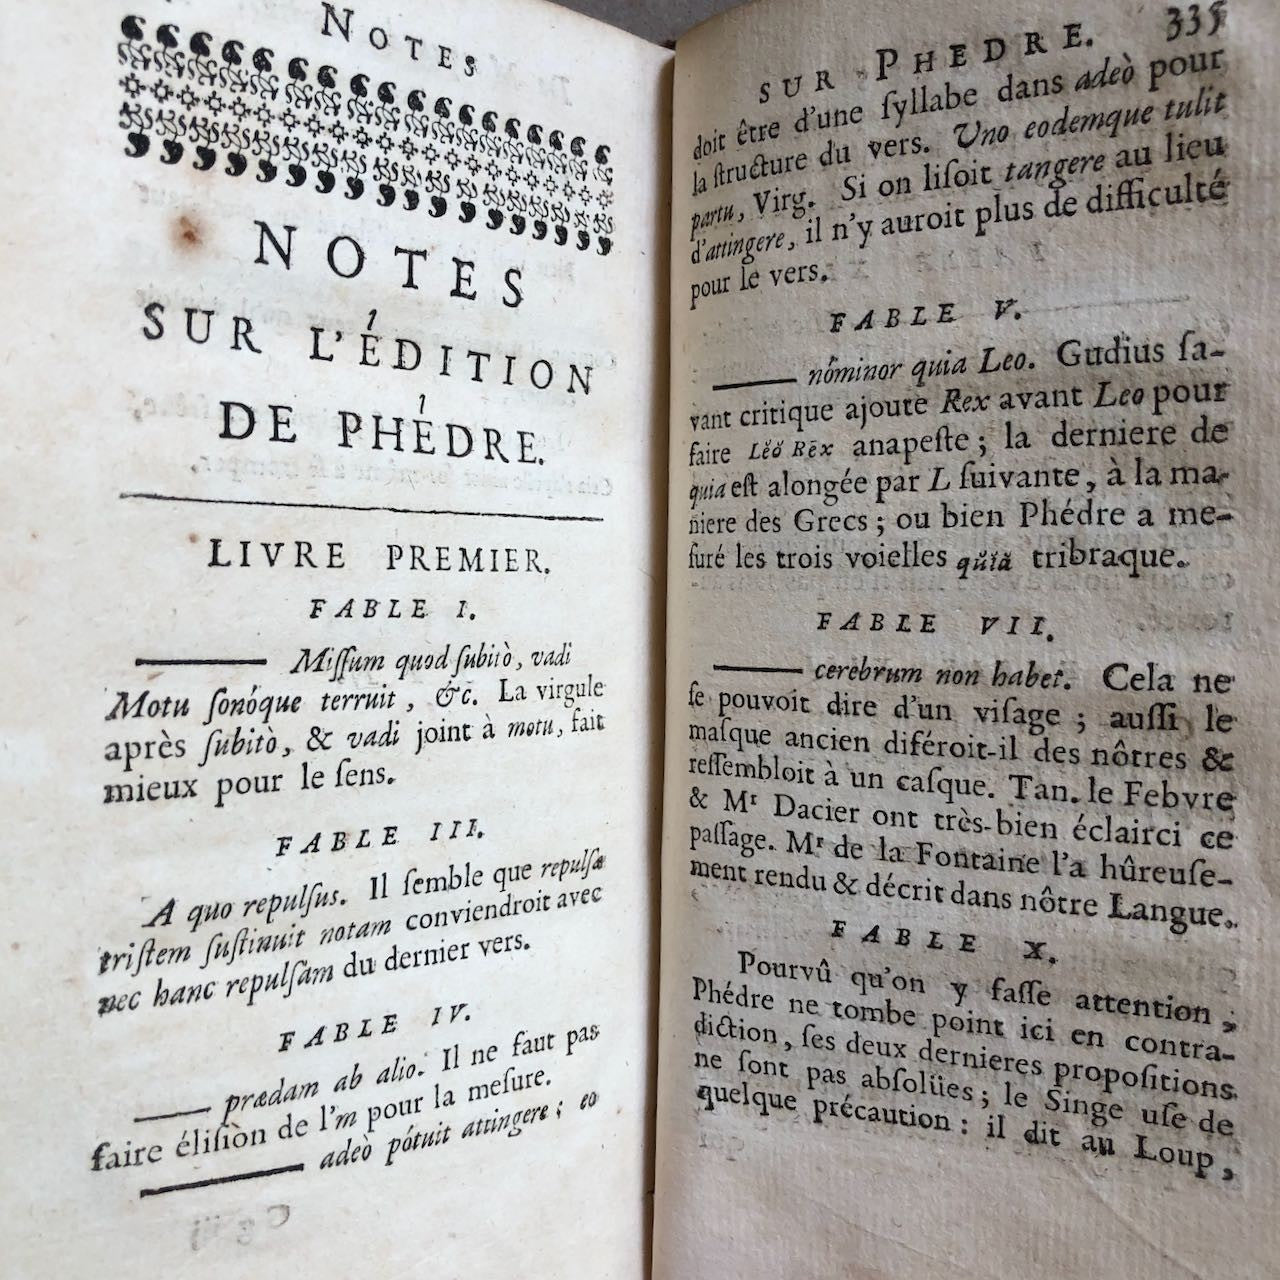 NOTES
NOTES
SUR L'ÉDITION
DE PHÉDRE.
LIVRE PREMIER.
FABLE I.
Miſſum quod ſubitò, vadi
Motu ſonóque terruit, &c. La virgule
après ſubitò, & vadi joint à motu, fait
mieux pour le ſens.
FABLE III.
A quo repulſus. Il ſemble que repulſæ
triſtem ſuſtinuit notam conviendroit avec
nec hanc repulſam du dernier vers.
FABLE IV.
prædam ab alio. Il ne faut pas
faire éliſiòn de l'm pour la meſure.
adeò pótuit attingere; eo
SUR PHEDRE. 335
doit être d'une ſyllabe dans adeò pour
la ſtructure du vers. Uno eodemque tulit
partu, Virg. Si on liſoit tangere au lieu
d'attingere, il n'y auroit plus de difficulté
pour le vers.
FABLE V.
nóminor quia Leo. Gudius ſa-
vant critique ajoute Rex avant Leo pour
faire Lĕŏ Rēx anapeſte; la derniere de
quia eſt alongée par L ſuivante, à la ma-
niere des Grecs; ou bien Phédre a me-
ſuré les trois voielles qŭĭă tribraque.
FABLE VII.
cerebrum non habet. Cela ne
ſe pouvoit dire d'un viſage; auſſi le
maſque ancien diféroit-il des nôtres &
reſſembloit à un caſque. Tan. le Febvre
& Mr Dacier ont très-bien éclairci ce
paſſage. Mr de la Fontaine l'a hûreuſe-
ment rendu & décrit dans nôtre Langue.
FABLE X.
Pourvû qu'on y faſſe attention,
Phédre ne tombe point ici en contra-
diction, ſes deux dernieres propoſitions
ne ſont pas abſolües; le Singe uſe de
quelque précaution: il dit au Loup,